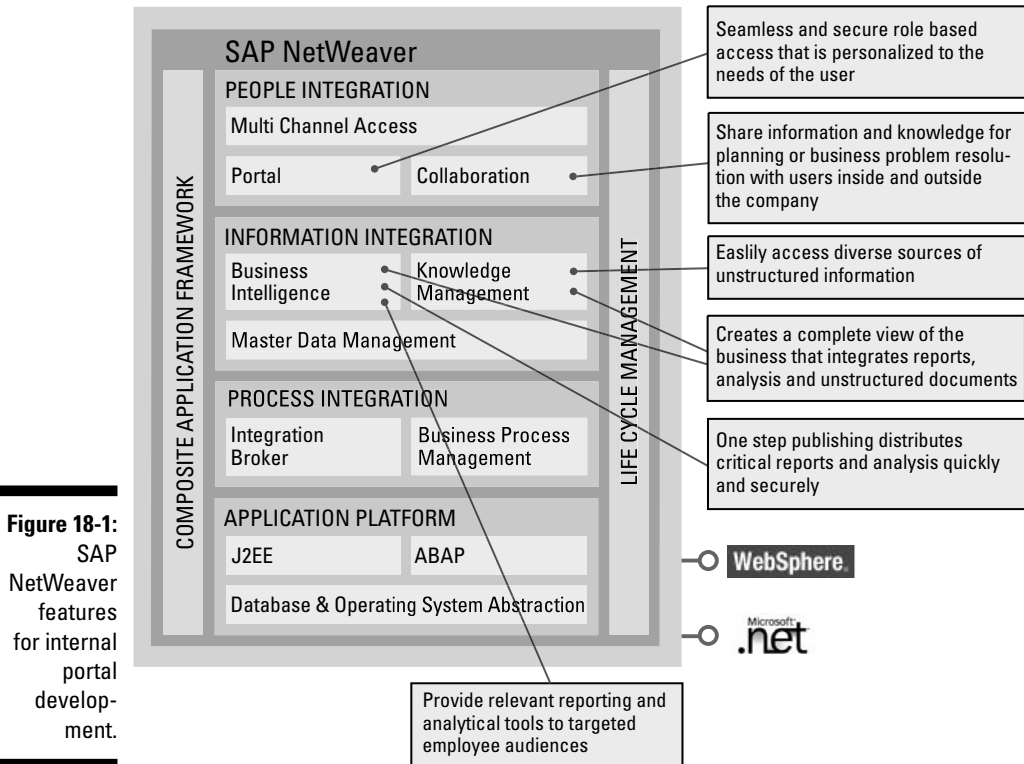 SAP NetWeaver
PEOPLE INTEGRATION
Multi Channel Access
Portal
Collaboration
INFORMATION INTEGRATION
Business
Intelligence
Knowledge
Management
Master Data Management
PROCESS INTEGRATION
Integration
Broker
Business Process
Management
APPLICATION PLATFORM
J2EE
ABAP
Database & Operating System Abstraction
COMPOSITE APPLICATION FRAMEWORK
LIFE CYCLE MANAGEMENT
Seamless and secure role based
access that is personalized to the
needs of the user
Share information and knowledge for
planning or business problem resolu-
tion with users inside and outside
the company
Easlily access diverse sources of
unstructured information
Creates a complete view of the
business that integrates reports,
analysis and unstructured documents
One step publishing distributes
critical reports and analysis quickly
and securely
WebSphere.
Microsoft
.net
Provide relevant reporting and
analytical tools to targeted
employee audiences
Figure 18-1:
SAP
NetWeaver
features
for internal
portal
develop-
ment.